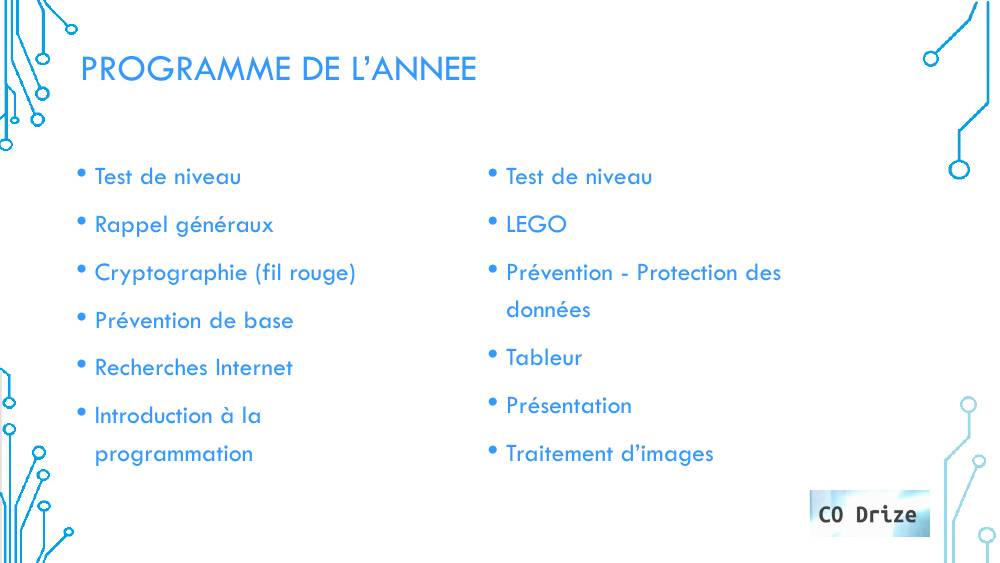 PROGRAMME DE L’ANNEE
• Test de niveau
• Rappel généraux
• Cryptographie (fil rouge)
• Prévention de base
• Recherches Internet
• Introduction à la
programmation
• Test de niveau
• LEGO
• Prévention - Protection des
données
• Tableur
• Présentation
• Traitement d’images
CO Drize